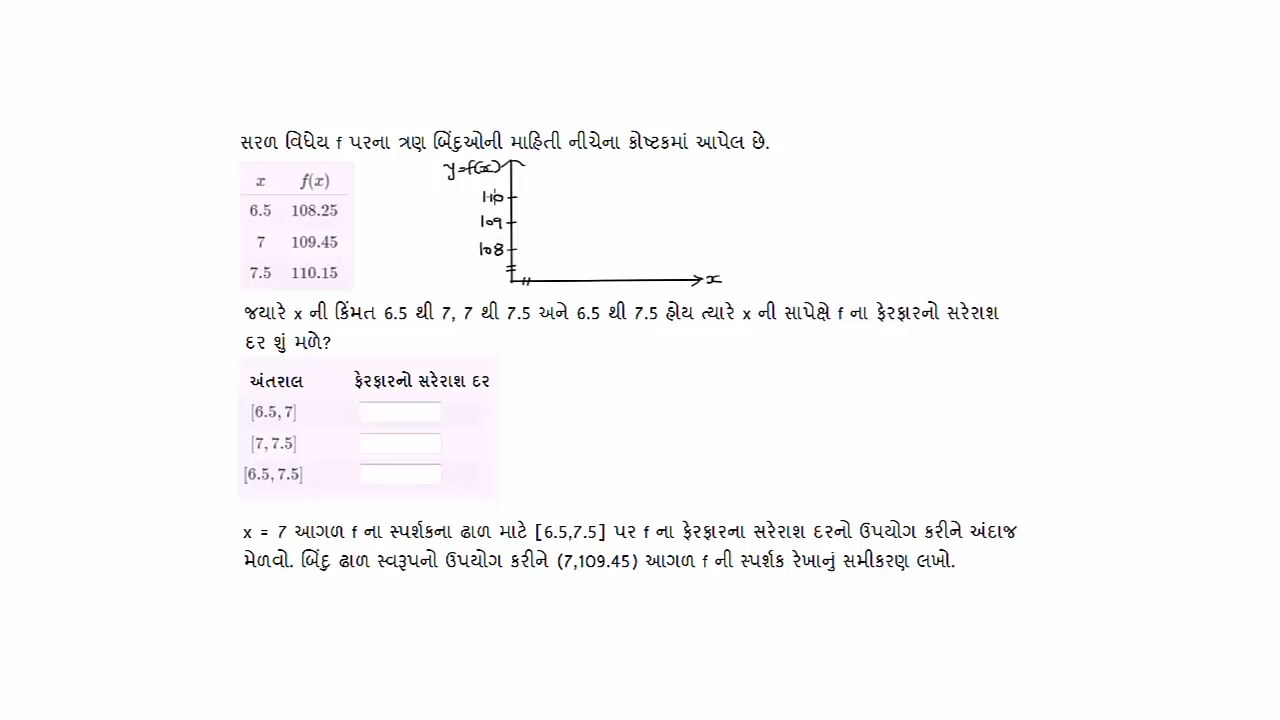 સરળ વિધેય f પરના ત્રણ બિંદુઓની માહિતી નીચેના કોષ્ટકમાં આપેલ છે.
x f(x)
6.5 108.25
7 109.45
7.5 110.15
y=f(x)
110
109
108
x
જયારે x ની કિંમત 6.5 થી 7, 7 થી 7.5 અને 6.5 થી 7.5 હોય ત્યારે x ની સાપેક્ષે f ના ફેરફારનો સરેરાશ
દર શું મળે?
અંતરાલ ફેરફારનો સરેરાશ દર
[6.5, 7]
[7, 7.5]
[6.5, 7.5]
x = 7 આગળ f ના સ્પર્શકના ઢાળ માટે [6.5,7.5] પર f ના ફેરફારના સરેરાશ દરનો ઉપયોગ કરીને અંદાજ
મેળવો. બિંદુ ઢાળ સ્વરૂપનો ઉપયોગ કરીને (7,109.45) આગળ f ની સ્પર્શક રેખાનું સમીકરણ લખો.